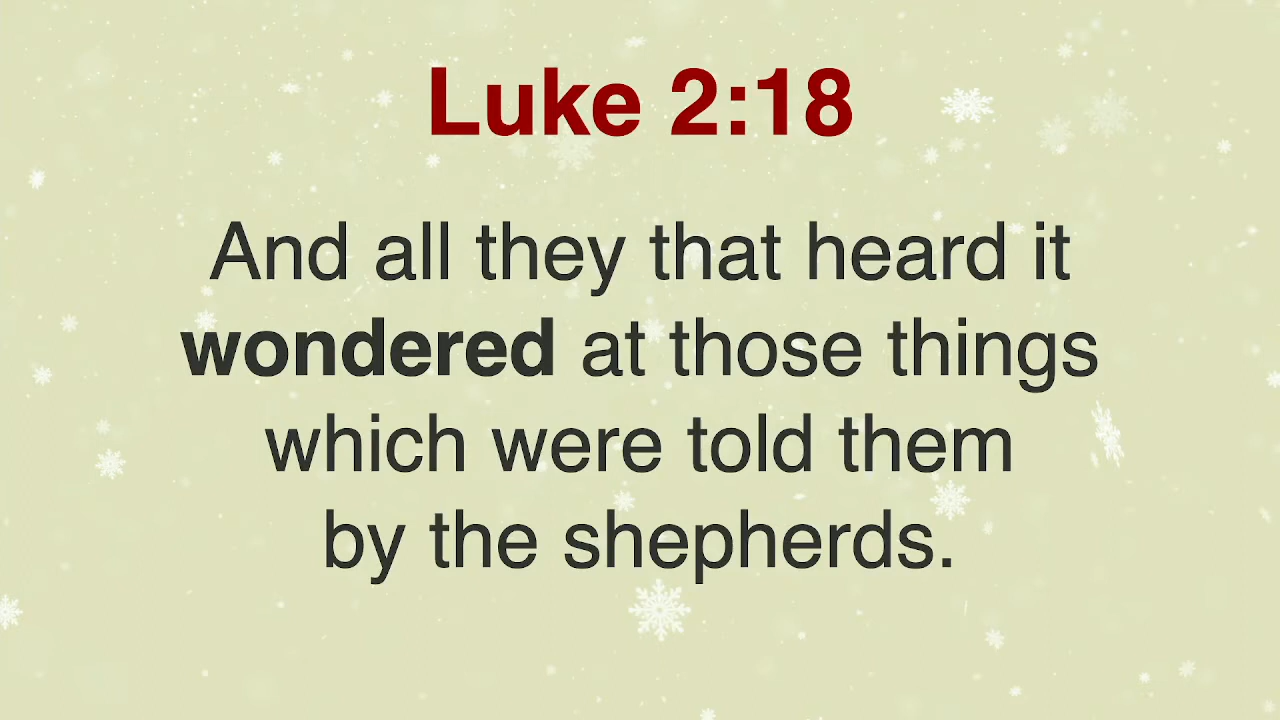 Luke 2:18
And all they that heard it
wondered at those things
which were told them
by the shepherds.